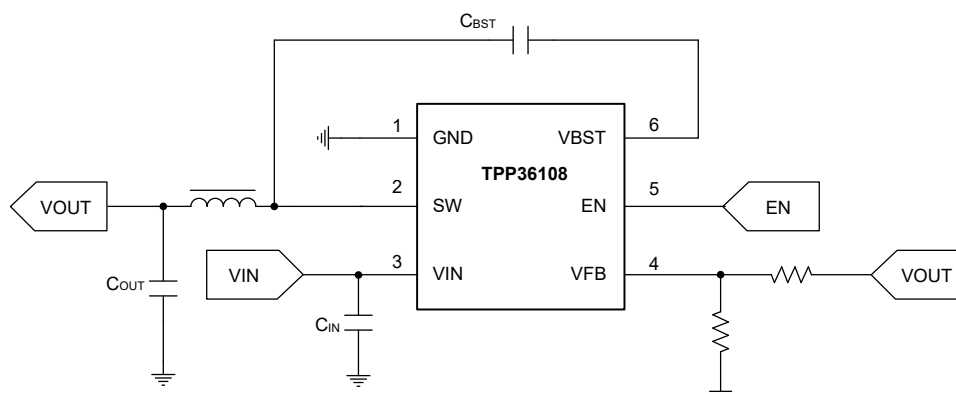 CBST
1
GND
VBST
6
TPP36108
2
SW
EN
5
EN
VOUT
3
VIN
VIN
VFB
4
VOUT
COUT
CIN